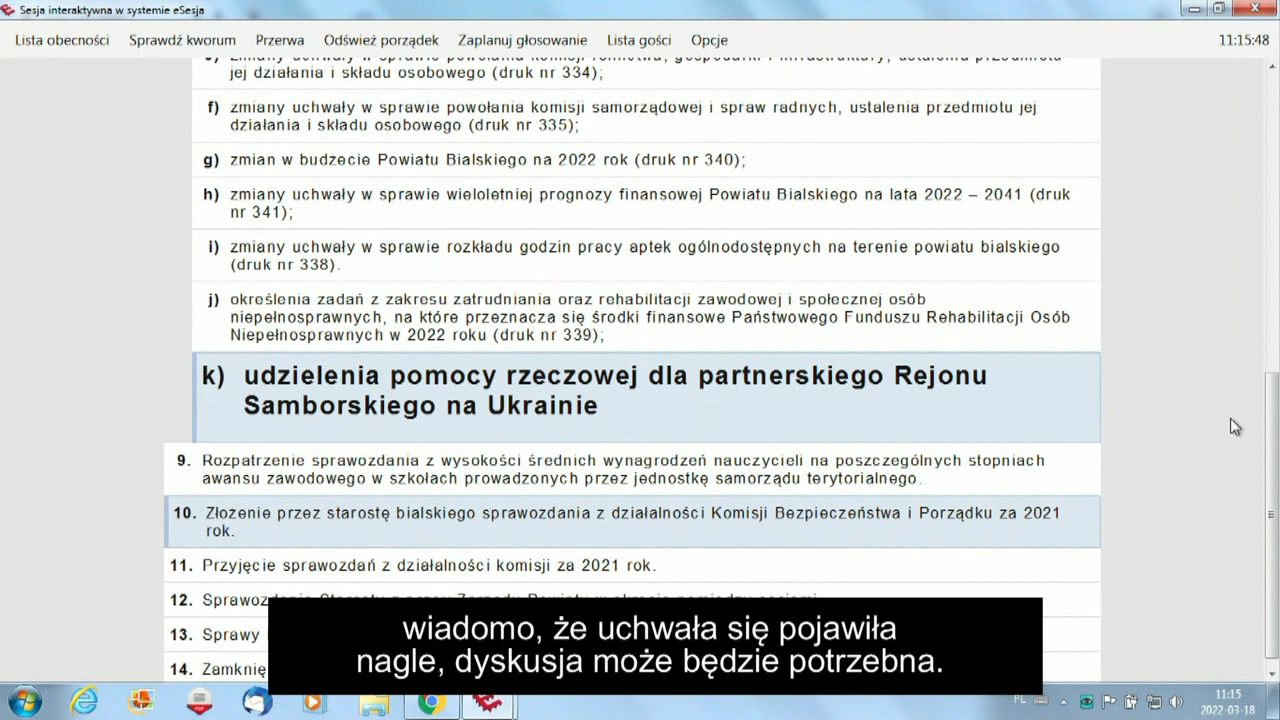 Sesja interaktywna w systemie eSesja
Lista obecności Sprawdź kworum Przerwa Odśwież porządek Zaplanuj głosowanie Lista gości Opcje 11:15:48
jej działania i składu osobowego (druk nr 334);
f) zmiany uchwały w sprawie powołania komisji samorządowej i spraw radnych, ustalenia przedmiotu jej
działania i składu osobowego (druk nr 335);
g) zmian w budżecie Powiatu Bialskiego na 2022 rok (druk nr 340);
h) zmiany uchwały w sprawie wieloletniej prognozy finansowej Powiatu Bialskiego na lata 2022 – 2041 (druk
nr 341);
i) zmiany uchwały w sprawie rozkładu godzin pracy aptek ogólnodostępnych na terenie powiatu bialskiego
(druk nr 338).
j) określenia zadań z zakresu zatrudniania oraz rehabilitacji zawodowej i społecznej osób
niepełnosprawnych, na które przeznacza się środki finansowe Państwowego Funduszu Rehabilitacji Osób
Niepełnosprawnych w 2022 roku (druk nr 339);
k) udzielenia pomocy rzeczowej dla partnerskiego Rejonu
Samborskiego na Ukrainie
9. Rozpatrzenie sprawozdania z wysokości średnich wynagrodzeń nauczycieli na poszczególnych stopniach
awansu zawodowego w szkołach prowadzonych przez jednostkę samorządu terytorialnego.
10. Złożenie przez starostę bialskiego sprawozdania z działalności Komisji Bezpieczeństwa i Porządku za 2021
rok.
11. Przyjęcie sprawozdań z działalności komisji za 2021 rok.
12.
13. Sprawy
14. Zamknię
wiadomo, że uchwała się pojawiła
nagle, dyskusja może będzie potrzebna.
PL 11:15
2022-03-18